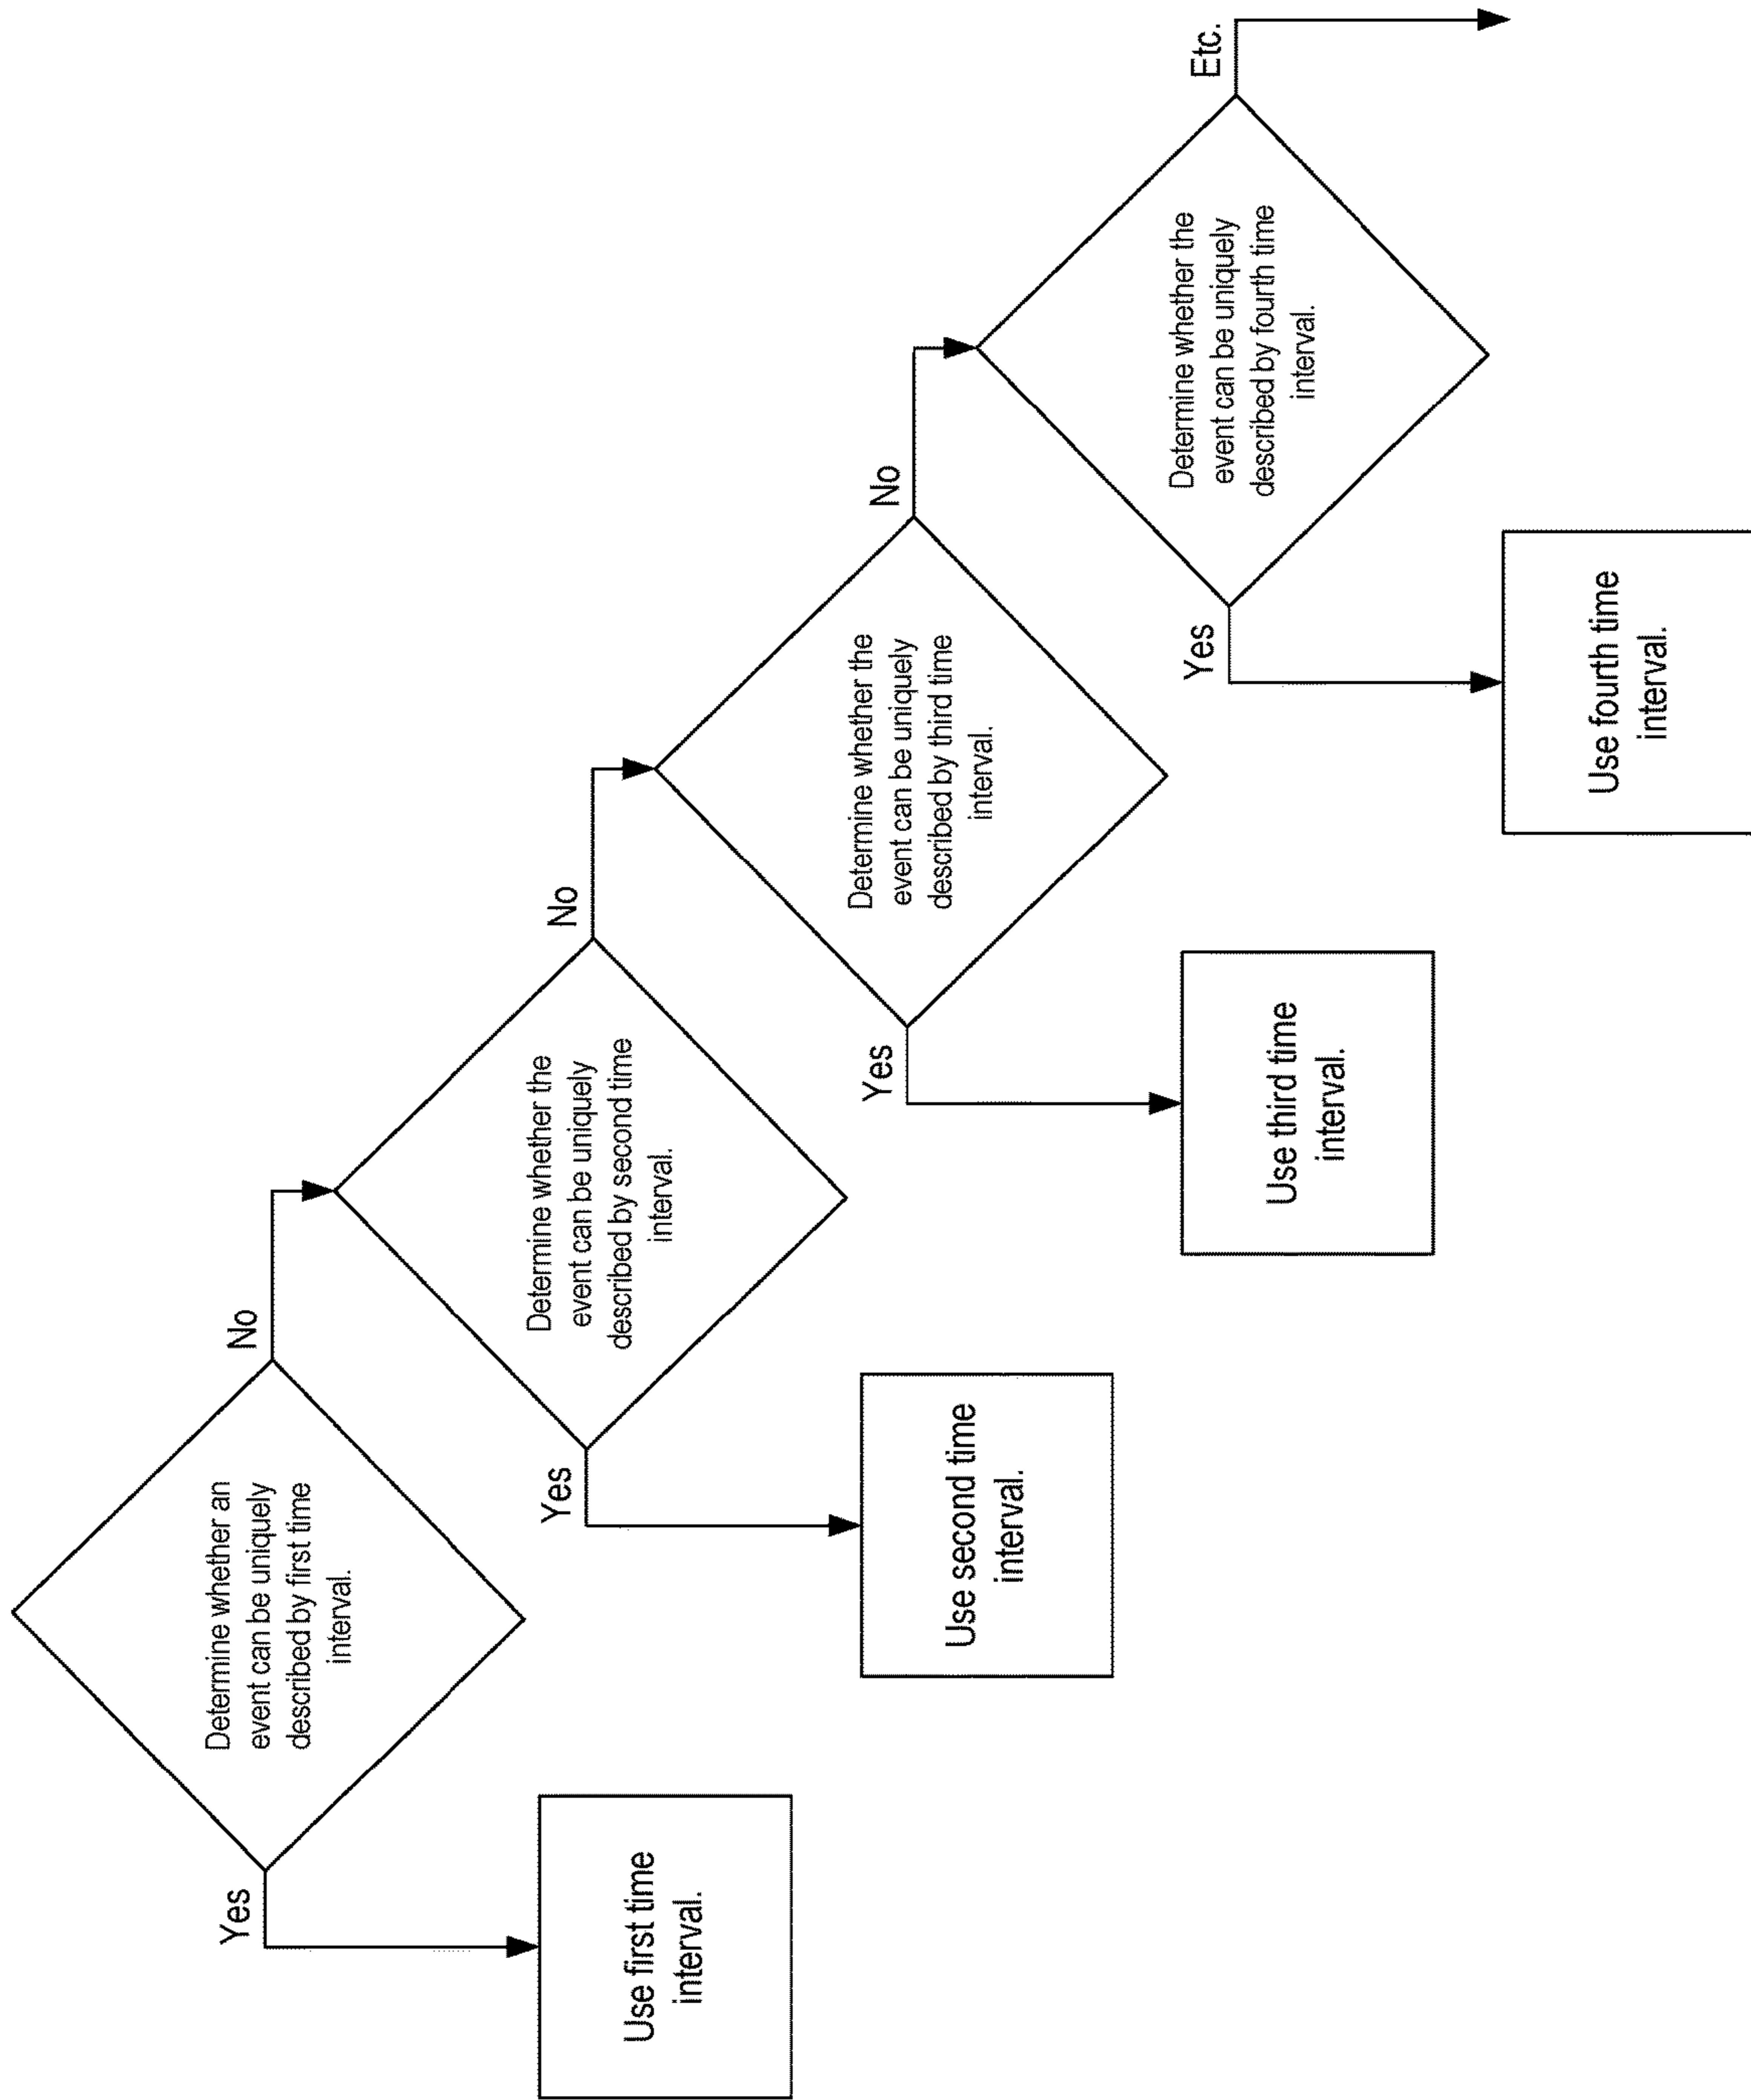 Determine whether an
event can be uniquely
described by first time
interval.
Yes
No
Use first time
interval.
Determine whether the
event can be uniquely
described by second time
interval.
Yes
No
Use second time
interval.
Determine whether the
event can be uniquely
described by third time
interval.
Yes
No
Use third time
interval.
Determine whether the
event can be uniquely
described by fourth time
interval.
Yes
Etc.
Use fourth time
interval.